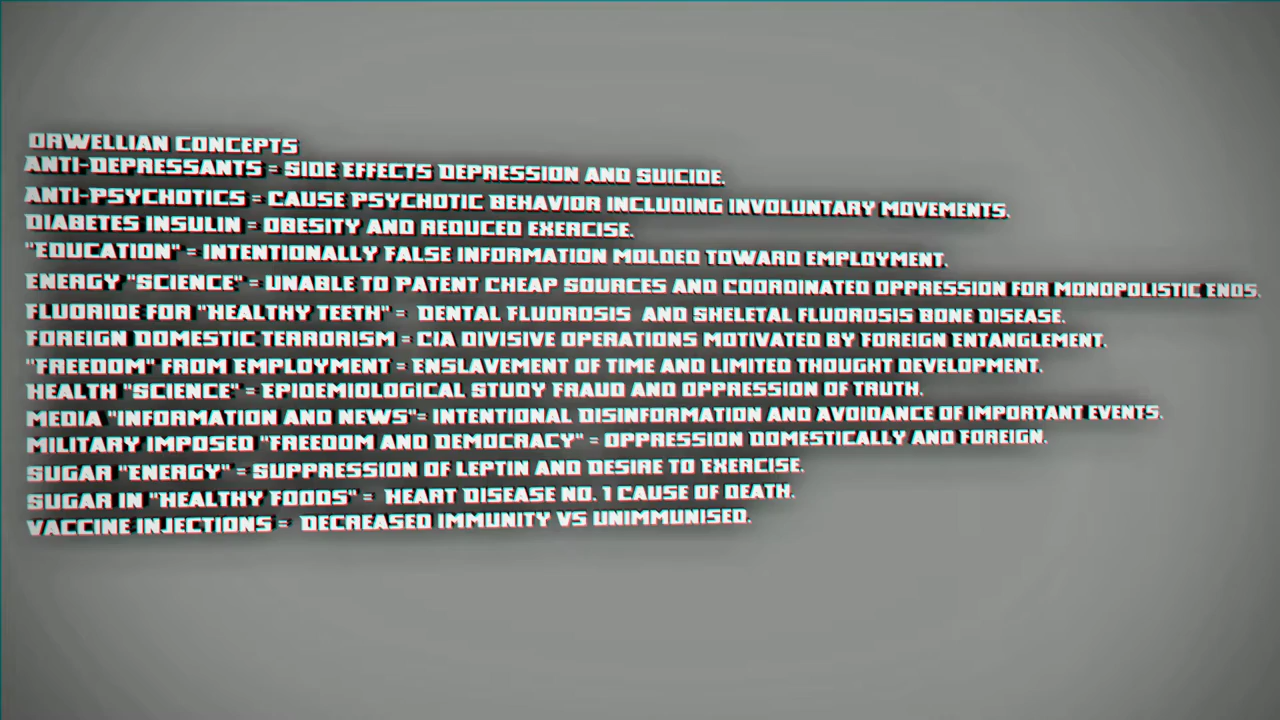 ORWELLIAN CONCEPTS
ANTI-DEPRESSANTS = SIDE EFFECTS DEPRESSION AND SUICIDE.
ANTI-PSYCHOTICS = CAUSE PSYCHOTIC BEHAVIOR INCLUDING INVOLUNTARY MOVEMENTS.
DIABETES INSULIN = OBESITY AND REDUCED EXERCISE.
"EDUCATION" = INTENTIONALLY FALSE INFORMATION MOLDED TOWARD EMPLOYMENT.
ENERGY "SCIENCE" = UNABLE TO PATENT CHEAP SOURCES AND COORDINATED OPPRESSION FOR MONOPOLISTIC ENDS.
FLUORIDE FOR "HEALTHY TEETH" = DENTAL FLUOROSIS AND SKELETAL FLUOROSIS BONE DISEASE.
FOREIGN DOMESTIC TERRORISM = CIA DIVISIVE OPERATIONS MOTIVATED BY FOREIGN ENTANGLEMENT.
"FREEDOM" FROM EMPLOYMENT = ENSLAVEMENT OF TIME AND LIMITED THOUGHT DEVELOPMENT.
HEALTH "SCIENCE" = EPIDEMIOLOGICAL STUDY FRAUD AND OPPRESSION OF TRUTH.
MEDIA "INFORMATION AND NEWS"= INTENTIONAL DISINFORMATION AND AVOIDANCE OF IMPORTANT EVENTS.
MILITARY IMPOSED "FREEDOM AND DEMOCRACY" = OPPRESSION DOMESTICALLY AND FOREIGN.
SUGAR "ENERGY" = SUPPRESSION OF LEPTIN AND DESIRE TO EXERCISE.
SUGAR IN "HEALTHY FOODS" = HEART DISEASE NO. 1 CAUSE OF DEATH.
VACCINE INJECTIONS = DECREASED IMMUNITY VS UNIMMUNISED.